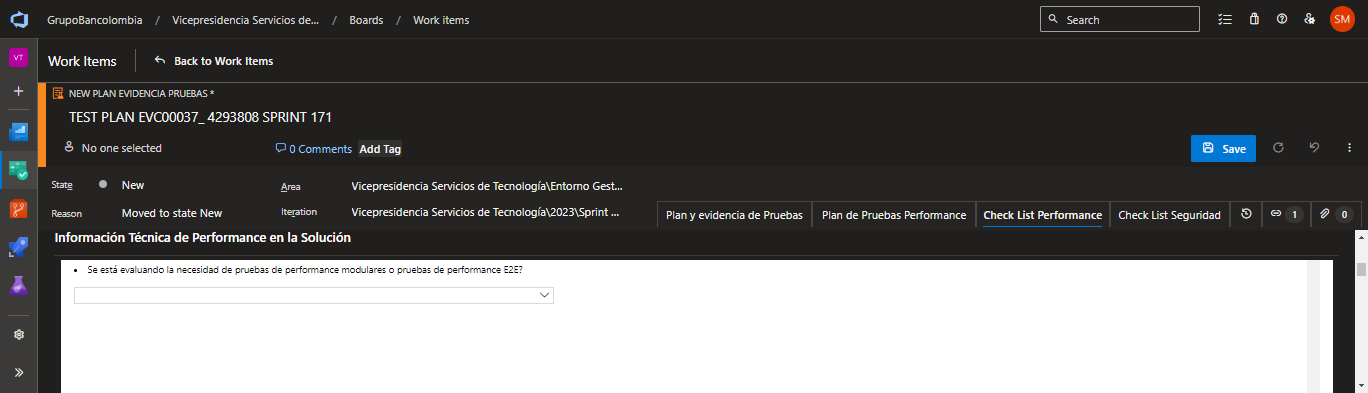 GrupoBancolombia / Vicepresidencia Servicios de... / Boards / Work items
Search
SM
VT
Work Items
Back to Work Items
NEW PLAN EVIDENCIA PRUEBAS *
TEST PLAN EVC00037_ 4293808 SPRINT 171
No one selected
0 Comments
Add Tag
Save
State
New
Area
Vicepresidencia Servicios de Tecnología\Entorno Gest...
Reason
Moved to state New
Iteration
Vicepresidencia Servicios de Tecnología\2023\Sprint ...
Plan y evidencia de Pruebas
Plan de Pruebas Performance
Check List Performance
Check List Seguridad
1
0
Información Técnica de Performance en la Solución
• Se está evaluando la necesidad de pruebas de performance modulares o pruebas de performance E2E?